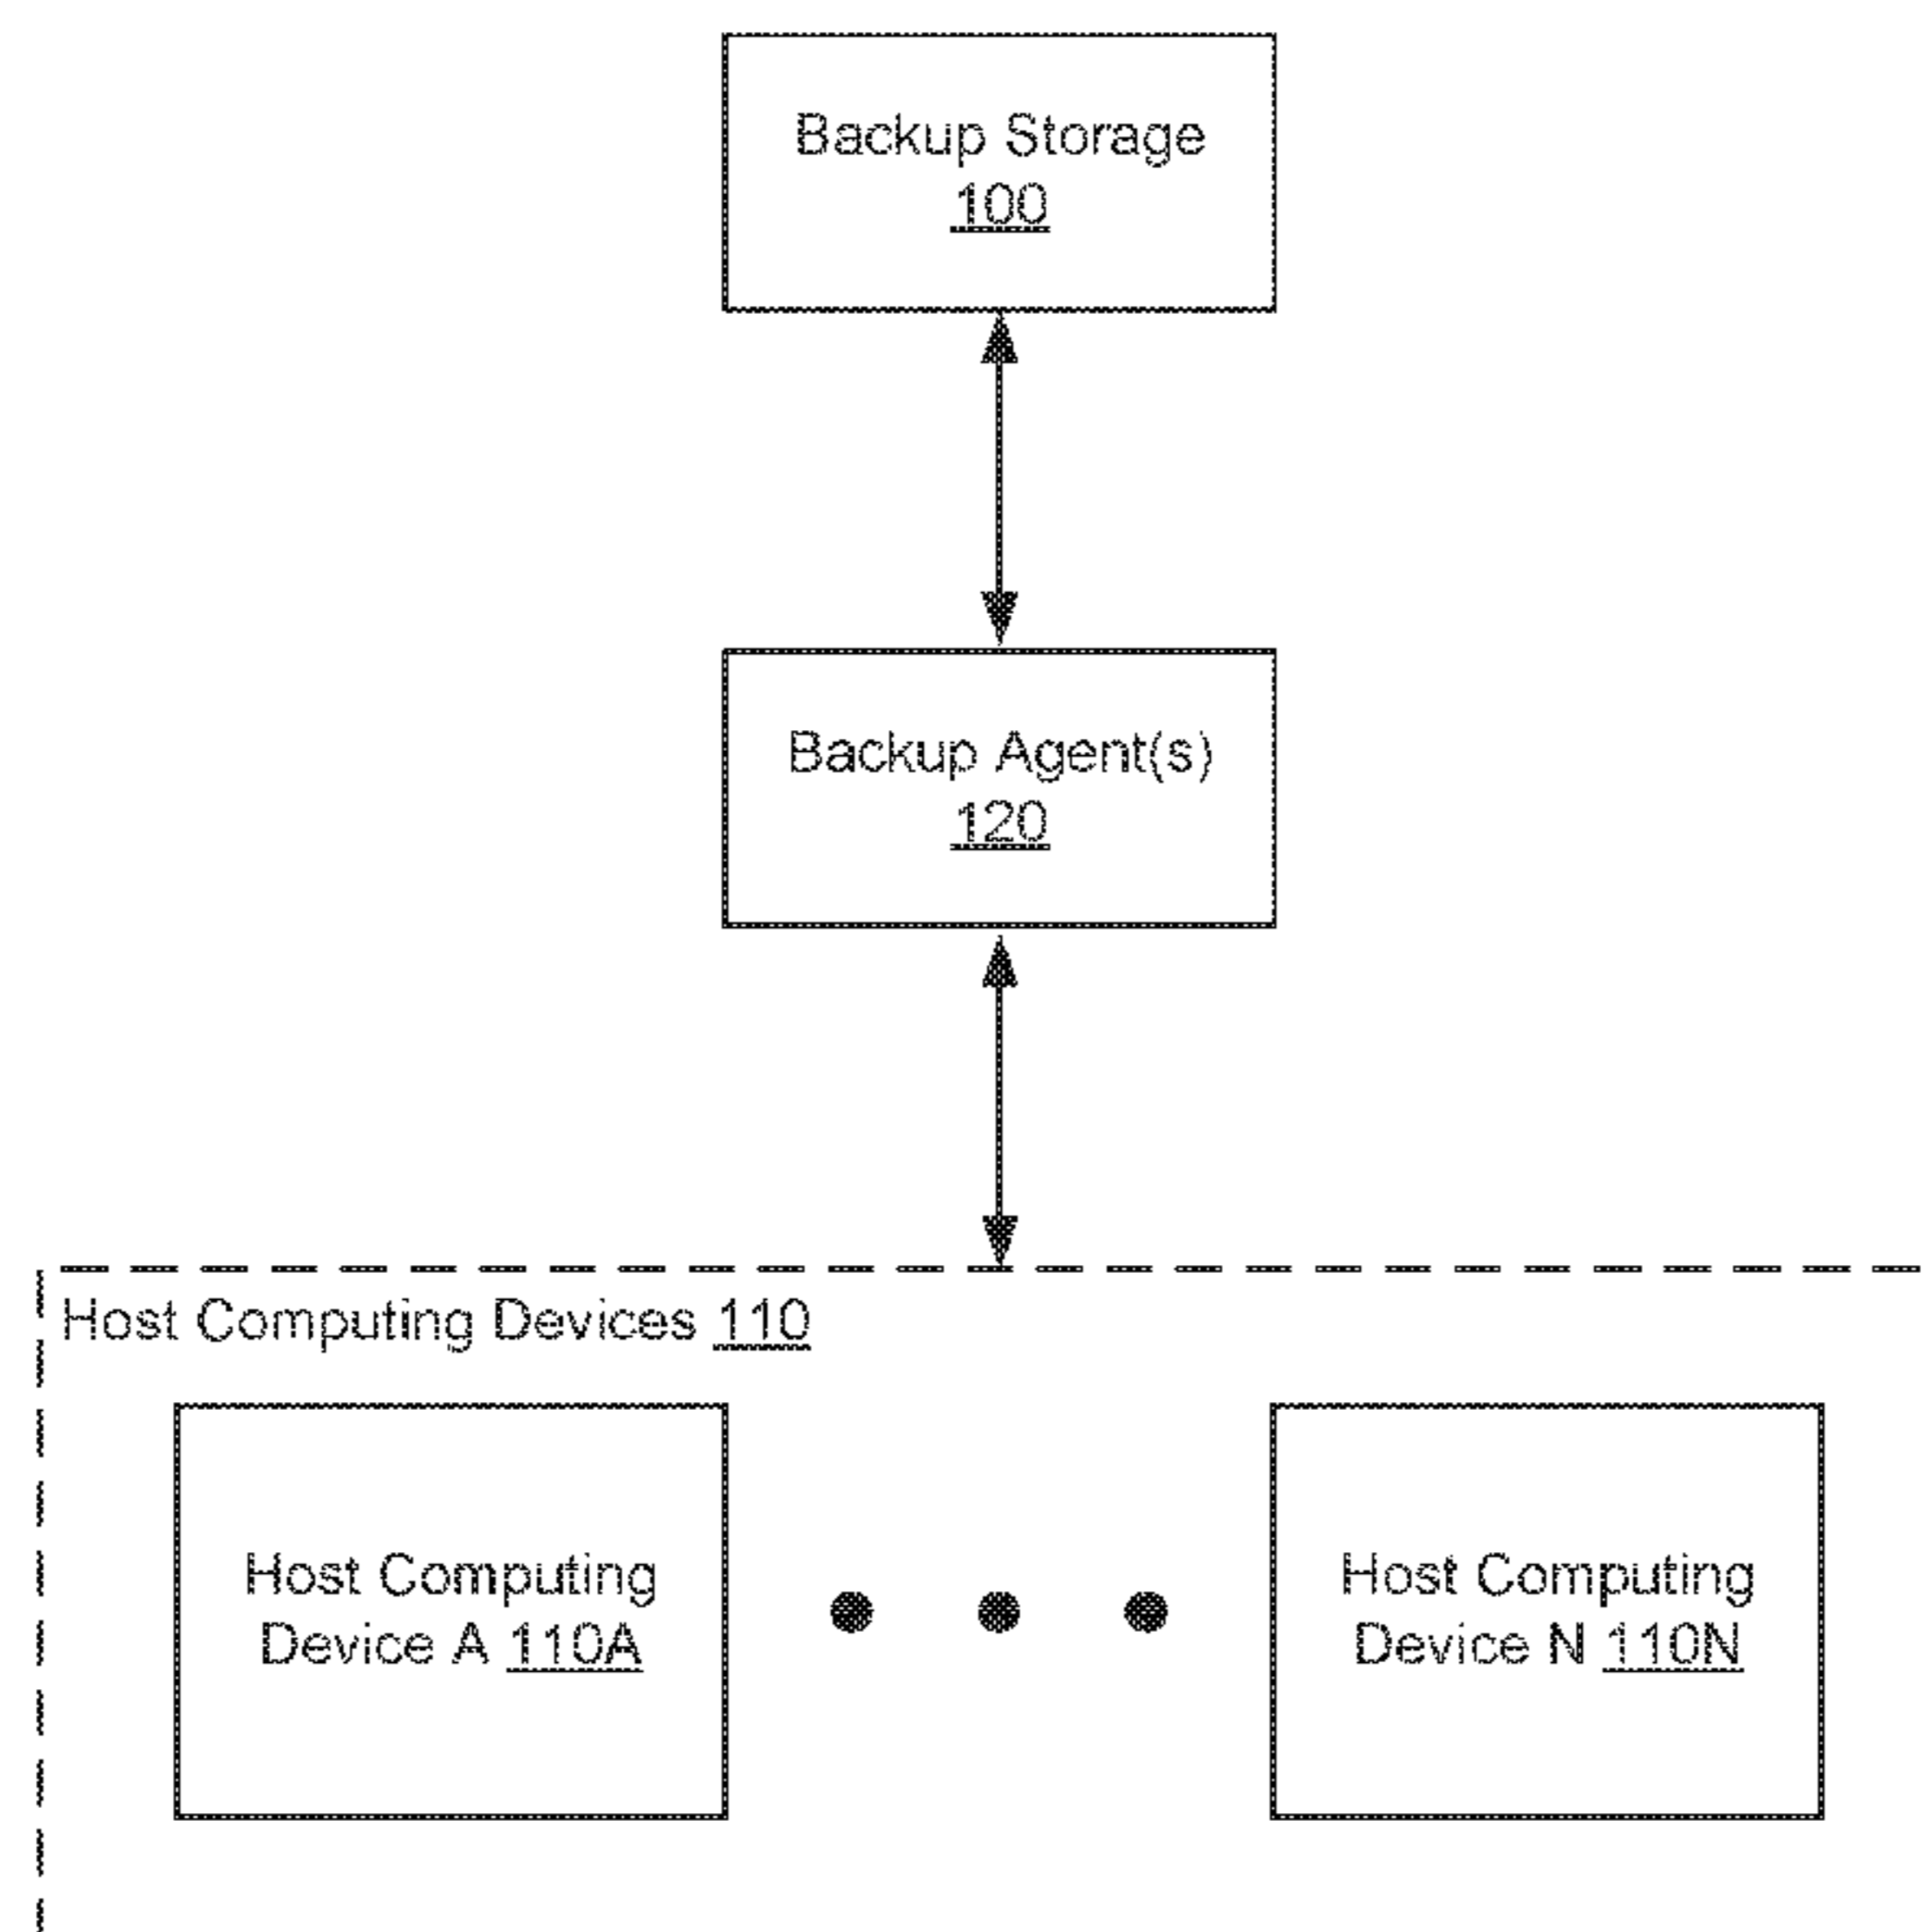 Backup Storage
100
Backup Agent(s)
120
Host Computing Devices 110
Host Computing
Device A 110A
Host Computing
Device N 110N